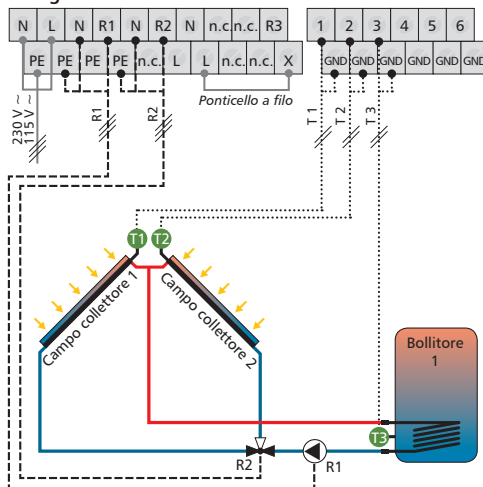 N L N R1 N R2 N n.c. n.c. R3
1 2 3 4 5 6
PE PE PE PE n.c. L L n.c. n.c. X
GND GND GND GND GND GND
230 V ~
115 V ~
R1
R2
Ponticello a filo
T 1
T 2
T 3
T1
T2
Campo collettore 1
Campo collettore 2
Bollitore
1
T3
R2
R1